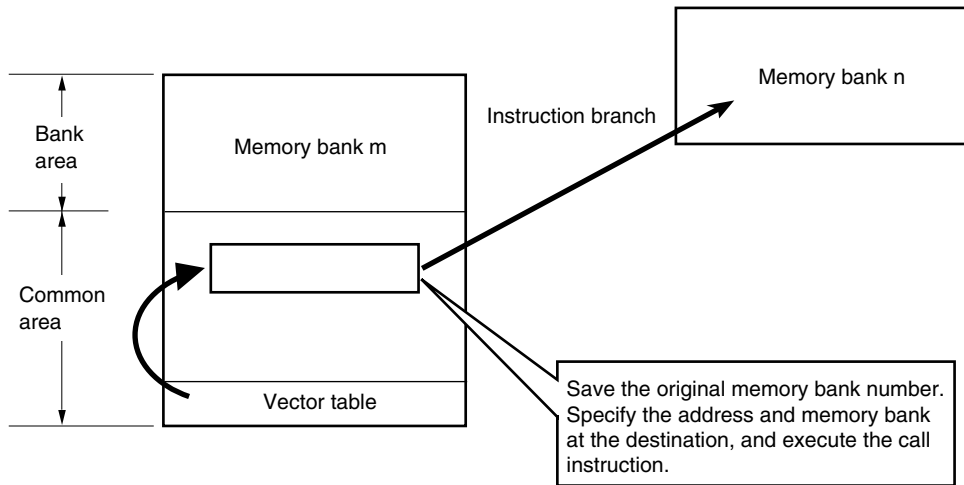 Memory bank n
Instruction branch
Bank
area
Memory bank m
Common
area
Vector table
Save the original memory bank number.
Specify the address and memory bank
at the destination, and execute the call
instruction.